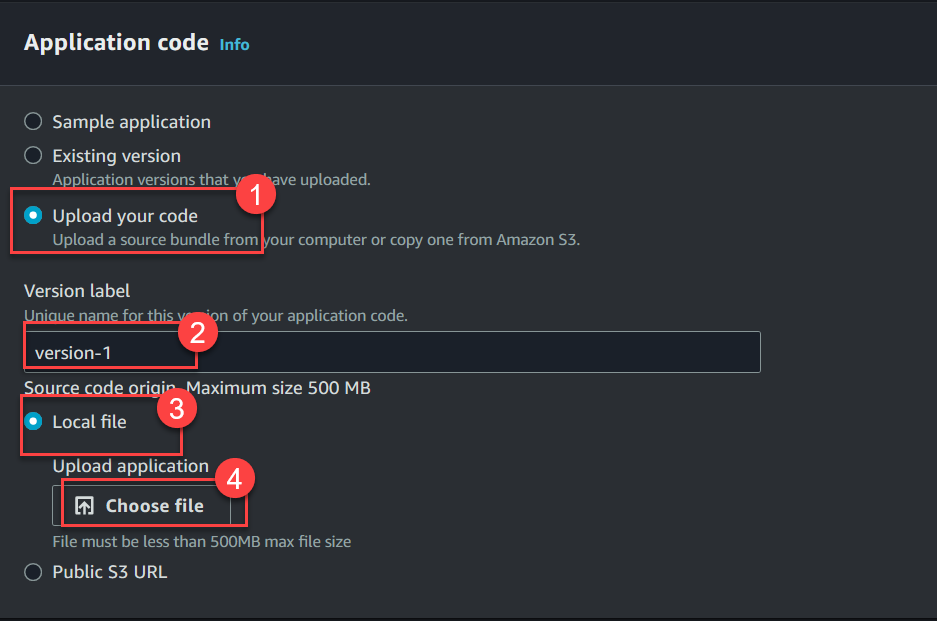 Application code Info
Sample application
Existing version
Application versions that you have uploaded.
1
Upload your code
Upload a source bundle from your computer or copy one from Amazon S3.
Version label
Unique name for this version of your application code.
2
version-1
Source code origin. Maximum size 500 MB
3
Local file
Upload application
4
Choose file
File must be less than 500MB max file size
Public S3 URL